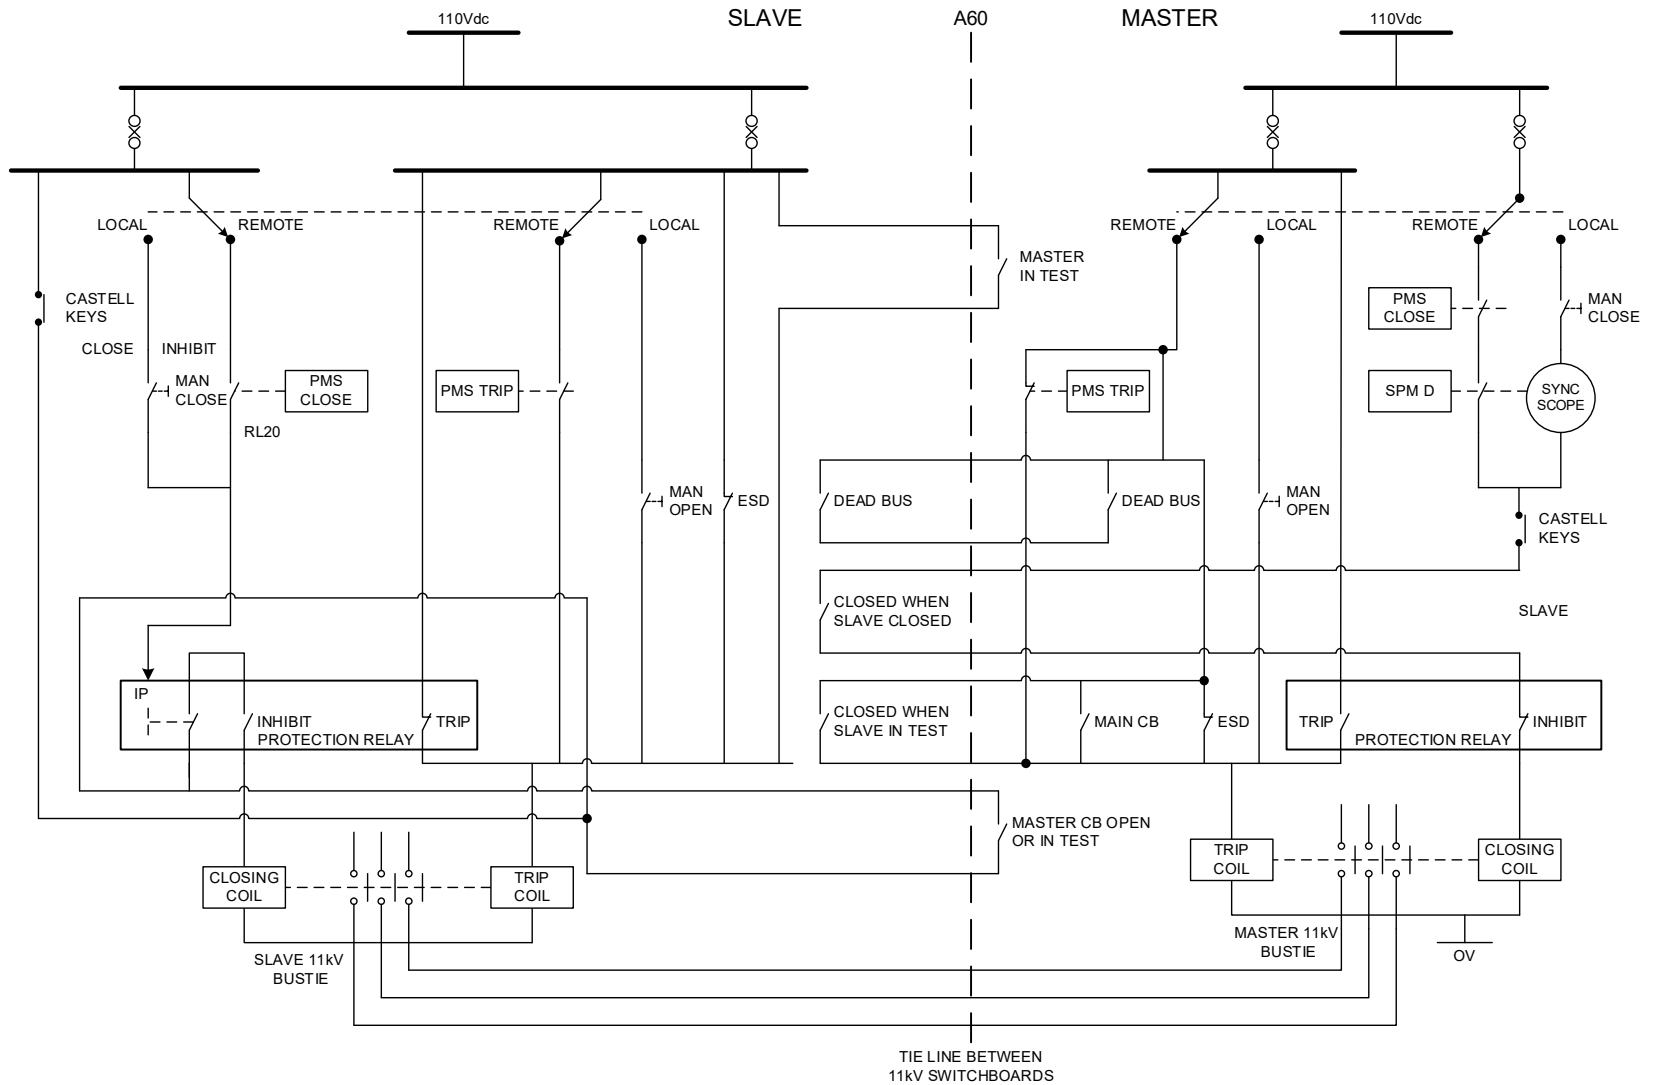 110Vdc
SLAVE
A60
MASTER
110Vdc
LOCAL
REMOTE
REMOTE
LOCAL
REMOTE
LOCAL
REMOTE
LOCAL
MASTER
IN TEST
CASTELL
KEYS
PMS
CLOSE
MAN
CLOSE
CLOSE
INHIBIT
MAN
CLOSE
PMS
CLOSE
PMS TRIP
PMS TRIP
SPM D
SYNC
SCOPE
RL20
MAN
OPEN
ESD
DEAD BUS
DEAD BUS
MAN
OPEN
CASTELL
KEYS
CLOSED WHEN
SLAVE CLOSED
SLAVE
IP
INHIBIT
TRIP
PROTECTION RELAY
CLOSED WHEN
SLAVE IN TEST
MAIN CB
ESD
TRIP
INHIBIT
PROTECTION RELAY
MASTER CB OPEN
OR IN TEST
TRIP
COIL
CLOSING
COIL
CLOSING
COIL
TRIP
COIL
SLAVE 11kV
BUSTIE
MASTER 11kV
BUSTIE
OV
TIE LINE BETWEEN
11kV SWITCHBOARDS